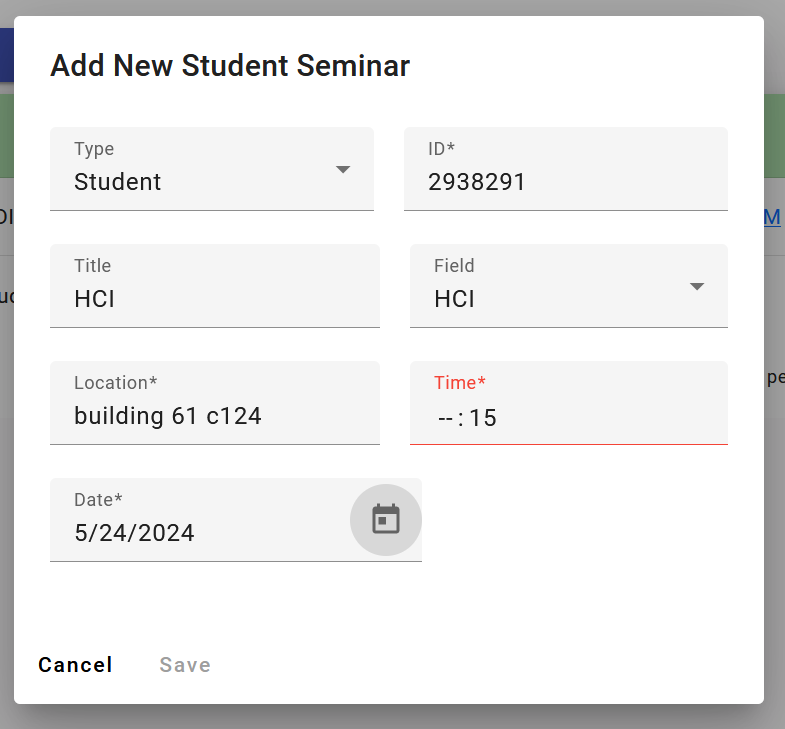 Add New Student Seminar
Type
Student
ID*
2938291
Title
HCI
Field
HCI
Location*
building 61 c124
Time*
--:15
Date*
5/24/2024
Cancel
Save
M